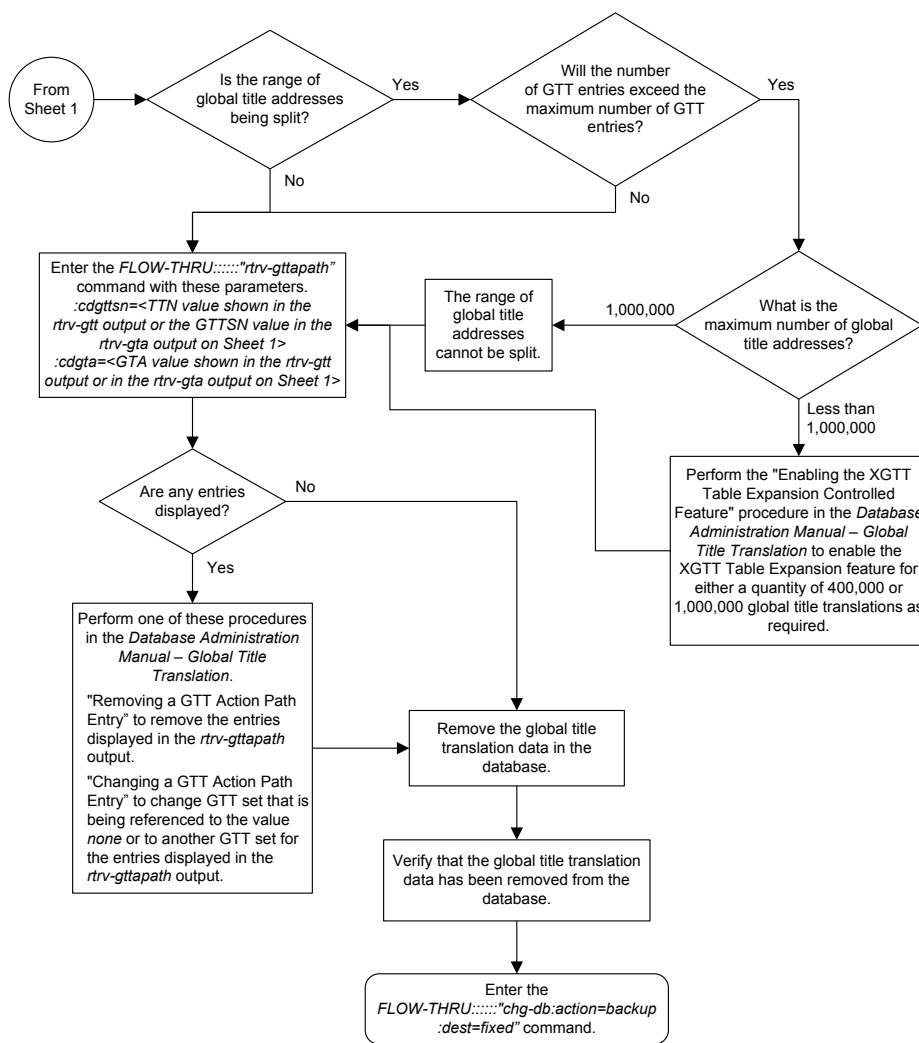 From
Sheet 1
Is the range of
global title addresses
being split?
Yes
Will the number
of GTT entries exceed the
maximum number of GTT
entries?
Yes
No
No
Enter the FLOW-THRU::::::"rtrv-gttapath”
command with these parameters.
:cdgttsn=<TTN value shown in the
rtrv-gtt output or the GTTSN value in the
rtrv-gta output on Sheet 1>
:cdgta=<GTA value shown in the rtrv-gtt
output or in the rtrv-gta output on Sheet 1>
The range of
global title
addresses
cannot be split.
1,000,000
What is the
maximum number of global
title addresses?
Less than
1,000,000
Perform the "Enabling the XGTT
Table Expansion Controlled
Feature" procedure in the Database
Administration Manual – Global
Title Translation to enable the
XGTT Table Expansion feature for
either a quantity of 400,000 or
1,000,000 global title translations as
required.
Are any entries
displayed?
No
Yes
Perform one of these procedures
in the Database Administration
Manual – Global Title
Translation.
"Removing a GTT Action Path
Entry” to remove the entries
displayed in the rtrv-gttapath
output.
"Changing a GTT Action Path
Entry” to change GTT set that is
being referenced to the value
none or to another GTT set for
the entries displayed in the
rtrv-gttapath output.
Remove the global title
translation data in the
database.
Verify that the global title translation
data has been removed from the
database.
Enter the
FLOW-THRU::::::"chg-db:action=backup
:dest=fixed” command.